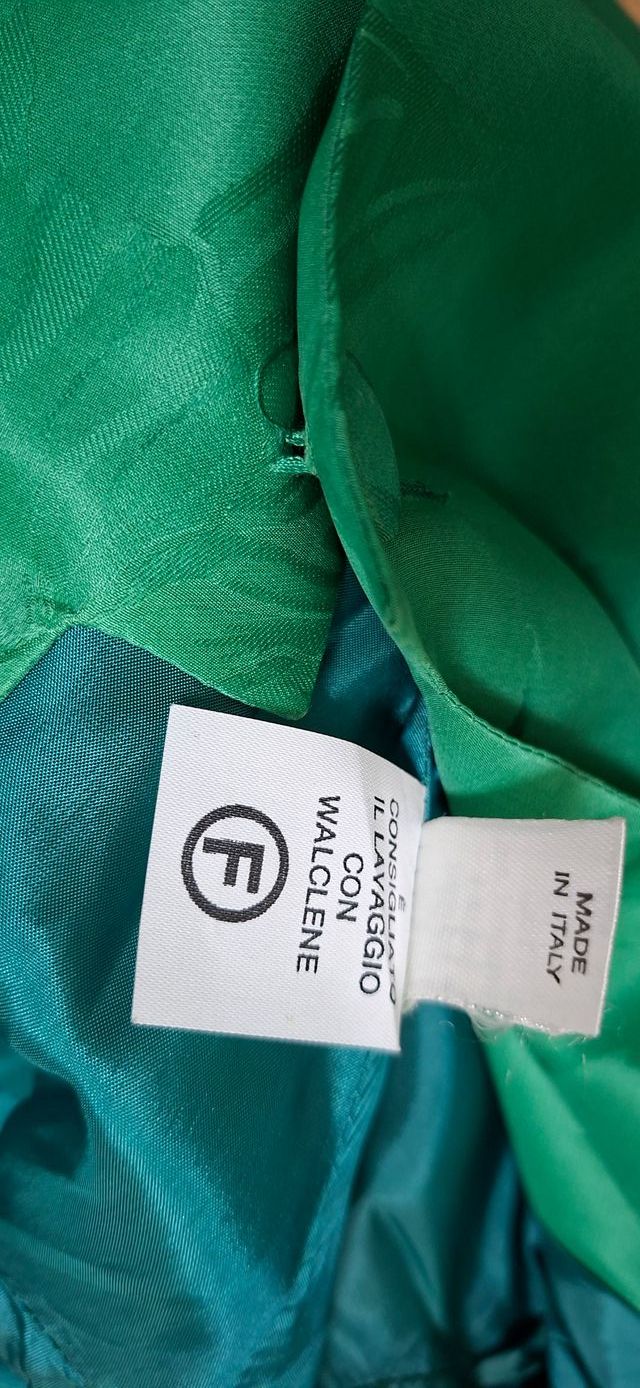 È
CONSIGLIATO
IL LAVAGGIO
CON
WALCLENE
F
MADE
IN ITALY